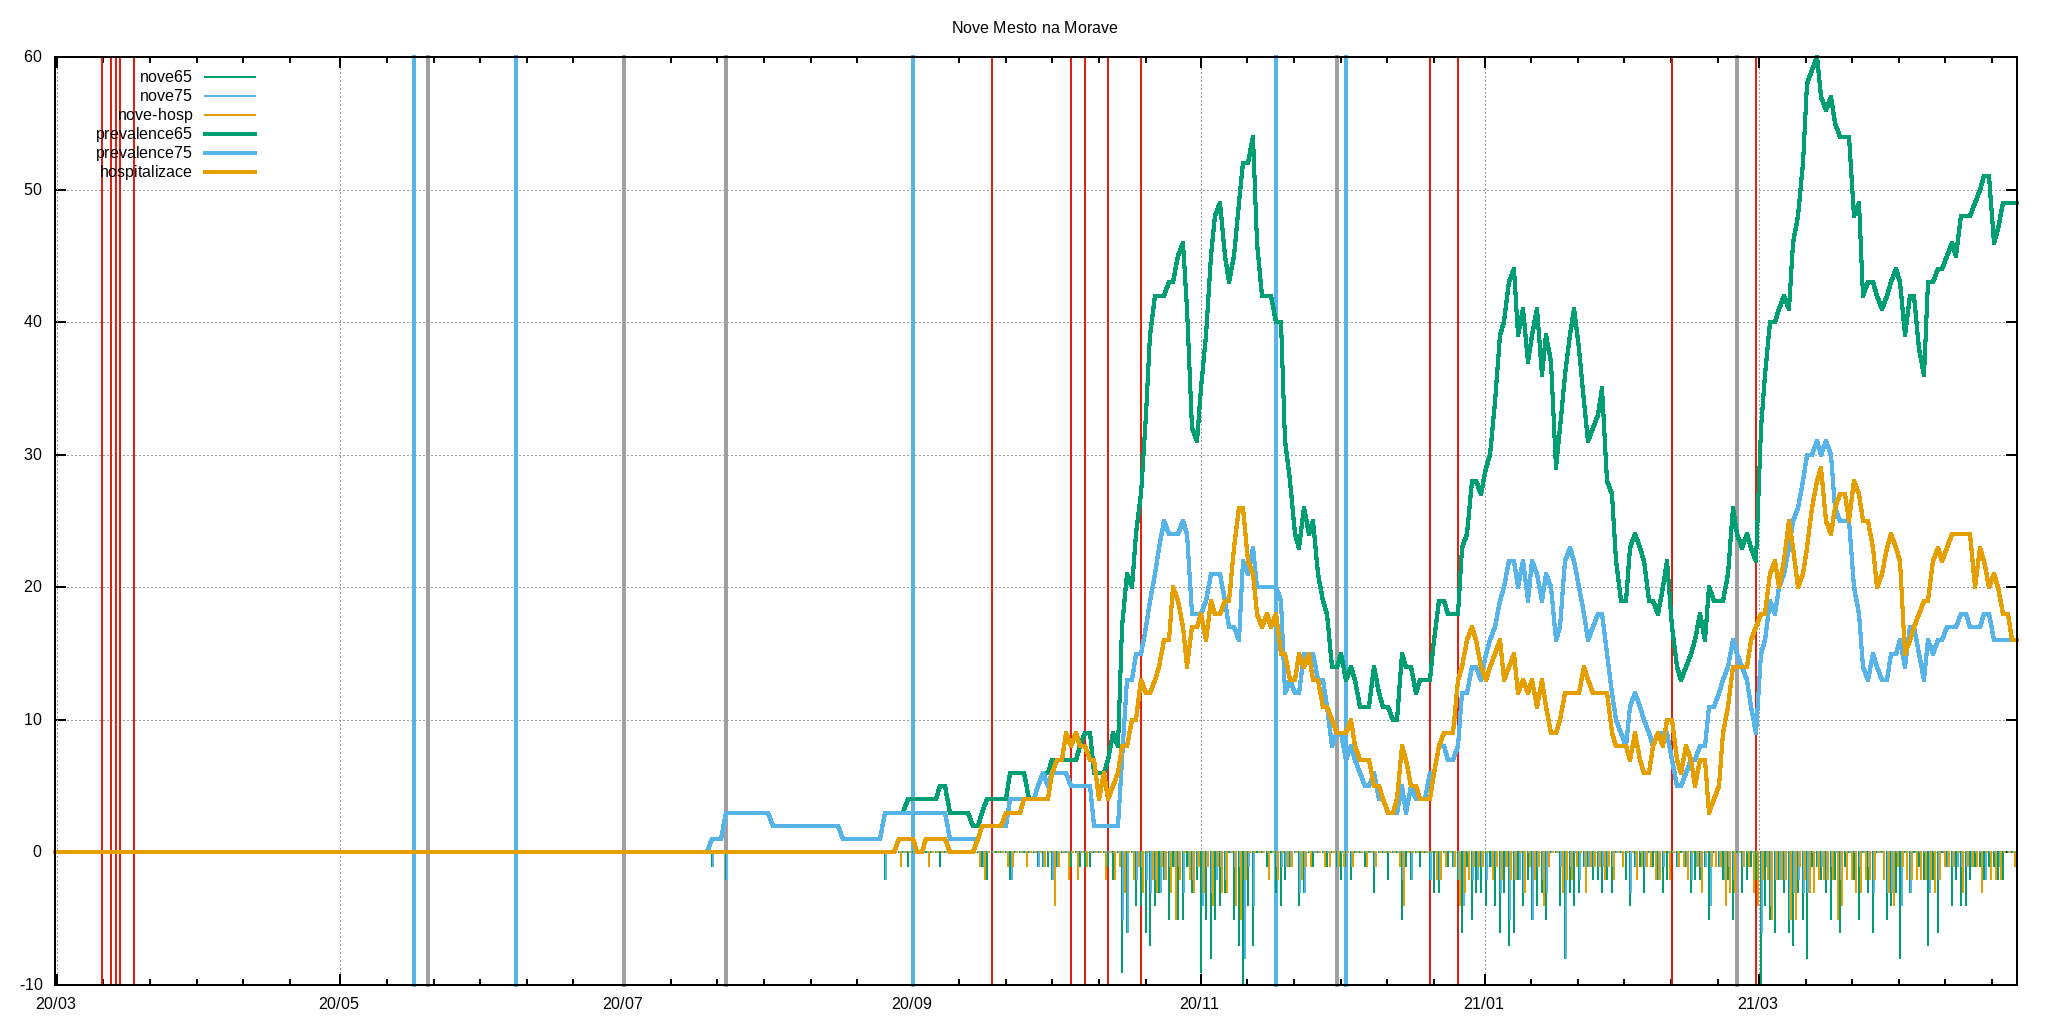 Nove Mesto na Morave
60
nove65
nove75
nove-hosp
prevalence65
prevalence75
hospitalizace
50
40
30
20
10
0
-10
20/03 20/05 20/07 20/09 20/11 21/01 21/03